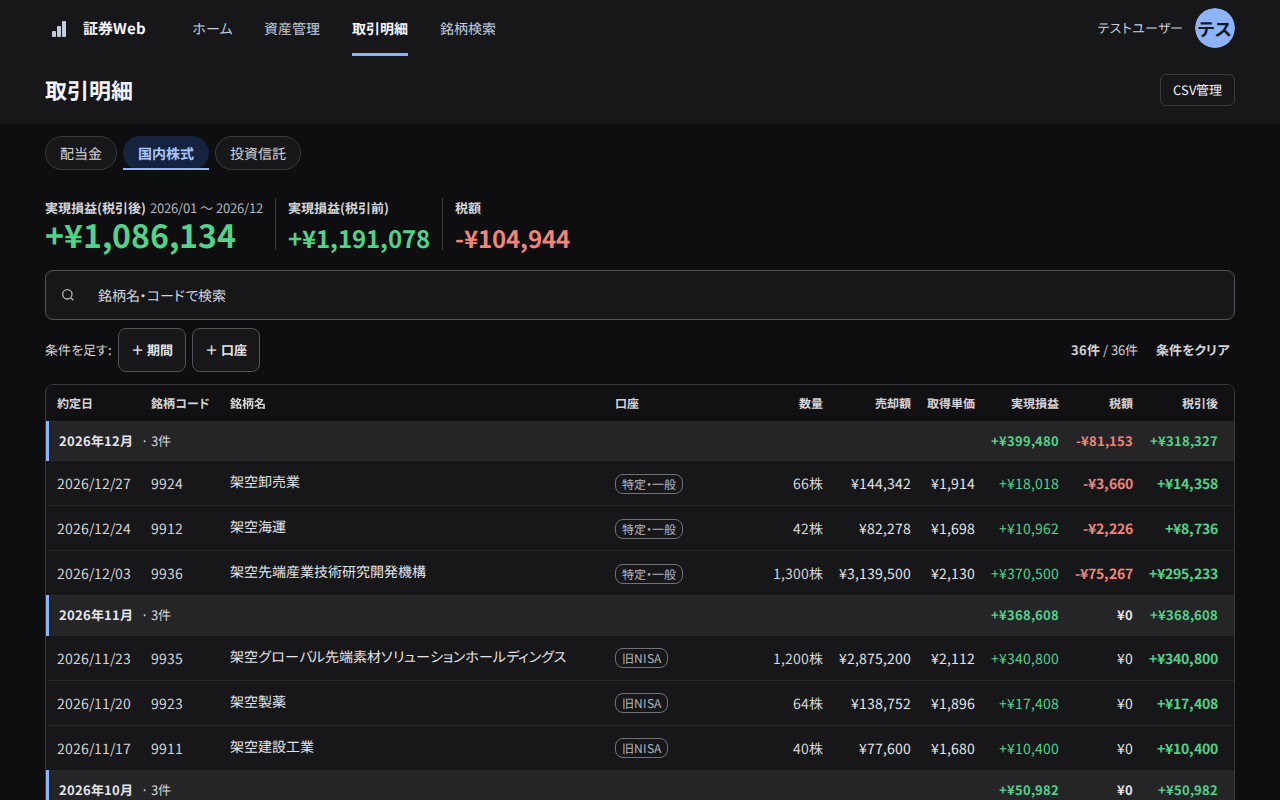 証券Web ホーム 資産管理 取引明細 銘柄検索 テストユーザー テス
取引明細 CSV管理
配当金 国内株式 投資信託
実現損益(税引後) 2026/01 〜 2026/12 実現損益(税引前) 税額
+¥1,086,134 +¥1,191,078 -¥104,944
銘柄名・コードで検索
条件を足す: + 期間 + 口座 36件 / 36件 条件をクリア
約定日 銘柄コード 銘柄名 口座 数量 売却額 取得単価 実現損益 税額 税引後
2026年12月 · 3件 +¥399,480 -¥81,153 +¥318,327
2026/12/27 9924 架空卸売業 特定・一般 66株 ¥144,342 ¥1,914 +¥18,018 -¥3,660 +¥14,358
2026/12/24 9912 架空海運 特定・一般 42株 ¥82,278 ¥1,698 +¥10,962 -¥2,226 +¥8,736
2026/12/03 9936 架空先端産業技術研究開発機構 特定・一般 1,300株 ¥3,139,500 ¥2,130 +¥370,500 -¥75,267 +¥295,233
2026年11月 · 3件 +¥368,608 ¥0 +¥368,608
2026/11/23 9935 架空グローバル先端素材ソリューションホールディングス 旧NISA 1,200株 ¥2,875,200 ¥2,112 +¥340,800 ¥0 +¥340,800
2026/11/20 9923 架空製薬 旧NISA 64株 ¥138,752 ¥1,896 +¥17,408 ¥0 +¥17,408
2026/11/17 9911 架空建設工業 旧NISA 40株 ¥77,600 ¥1,680 +¥10,400 ¥0 +¥10,400
2026年10月 · 3件 +¥50,982 ¥0 +¥50,982